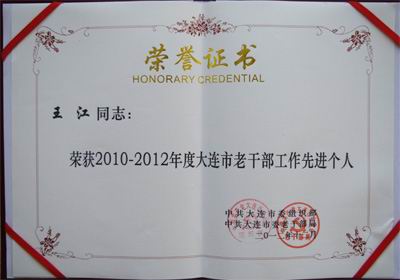 荣誉证书
HONORARY CREDENTIAL
王江同志：
荣获2010-2012年度大连市老干部工作先进个人
中共大连市委组织部
中共大连市委老干部局